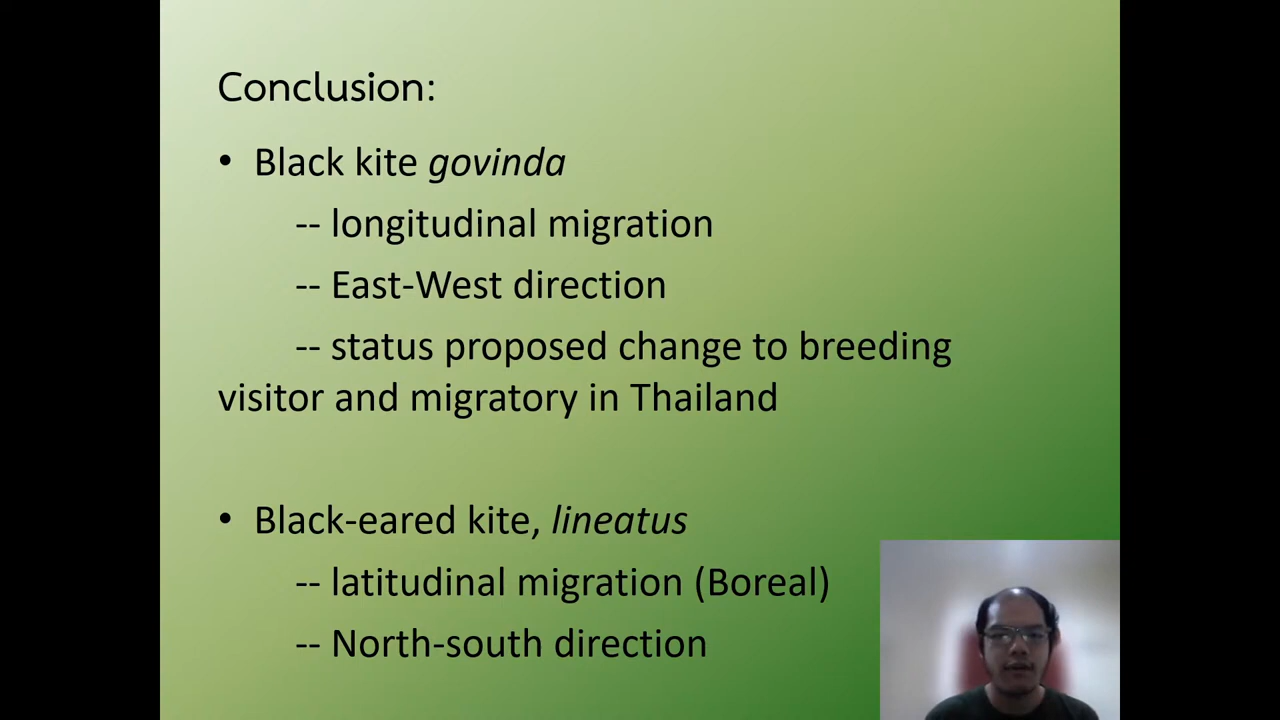 Conclusion:
• Black kite govinda
-- longitudinal migration
-- East-West direction
-- status proposed change to breeding
visitor and migratory in Thailand
• Black-eared kite, lineatus
-- latitudinal migration (Boreal)
-- North-south direction